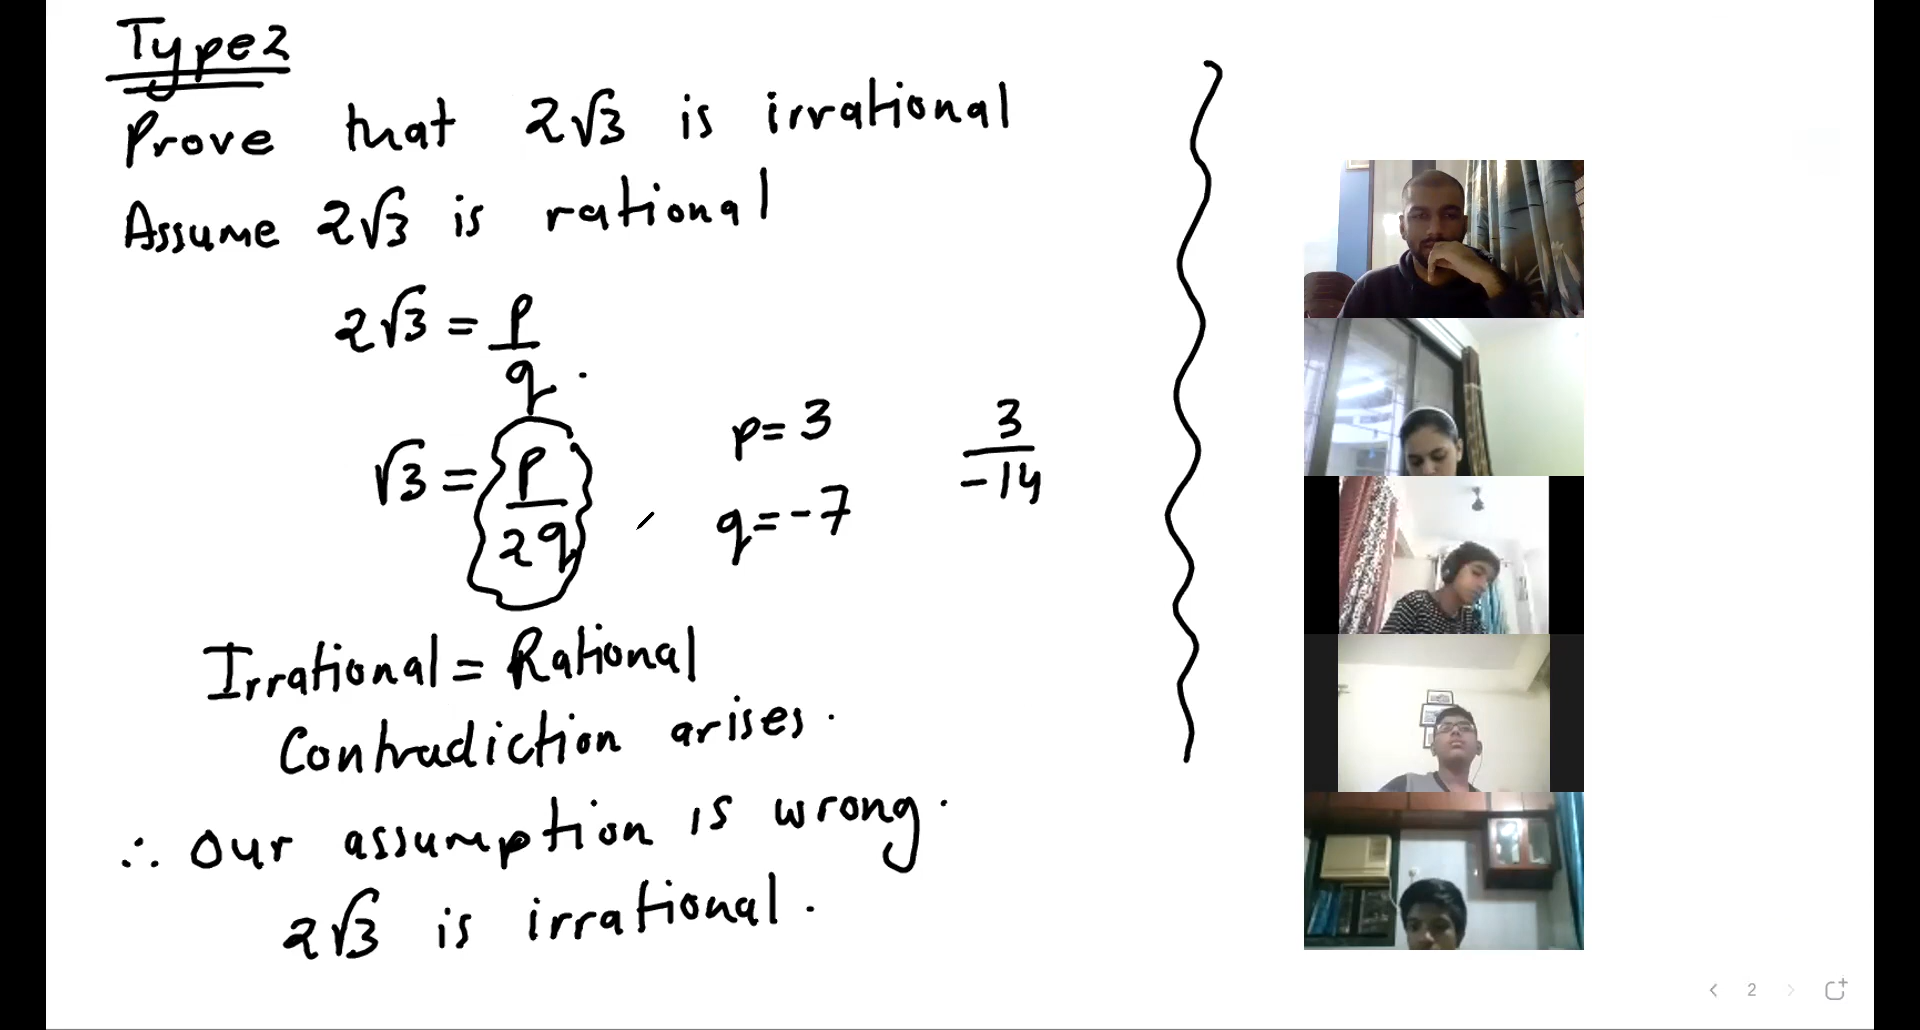 Type 2
Prove that 2√3 is irrational
Assume 2√3 is rational
2√3 = p/q.
√3 = p/2q
p = 3
q = -7
3/-14
Irrational = Rational
Contradiction arises.
∴ Our assumption is wrong.
2√3 is irrational.
2